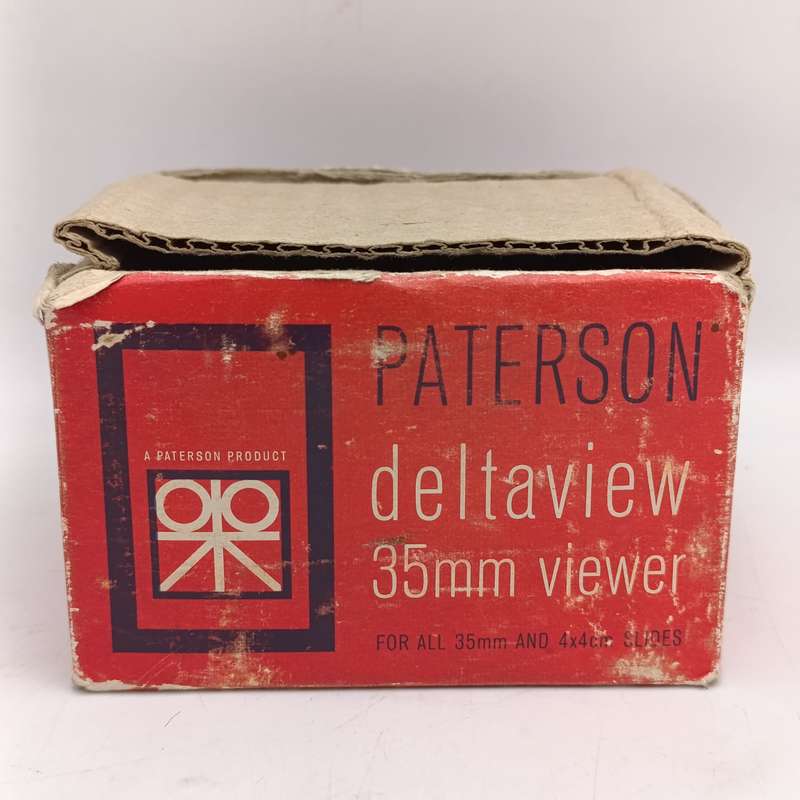 PATERSON
deltaview
35mm viewer
FOR ALL 35mm AND 4x4cm SLIDES
A PATERSON PRODUCT